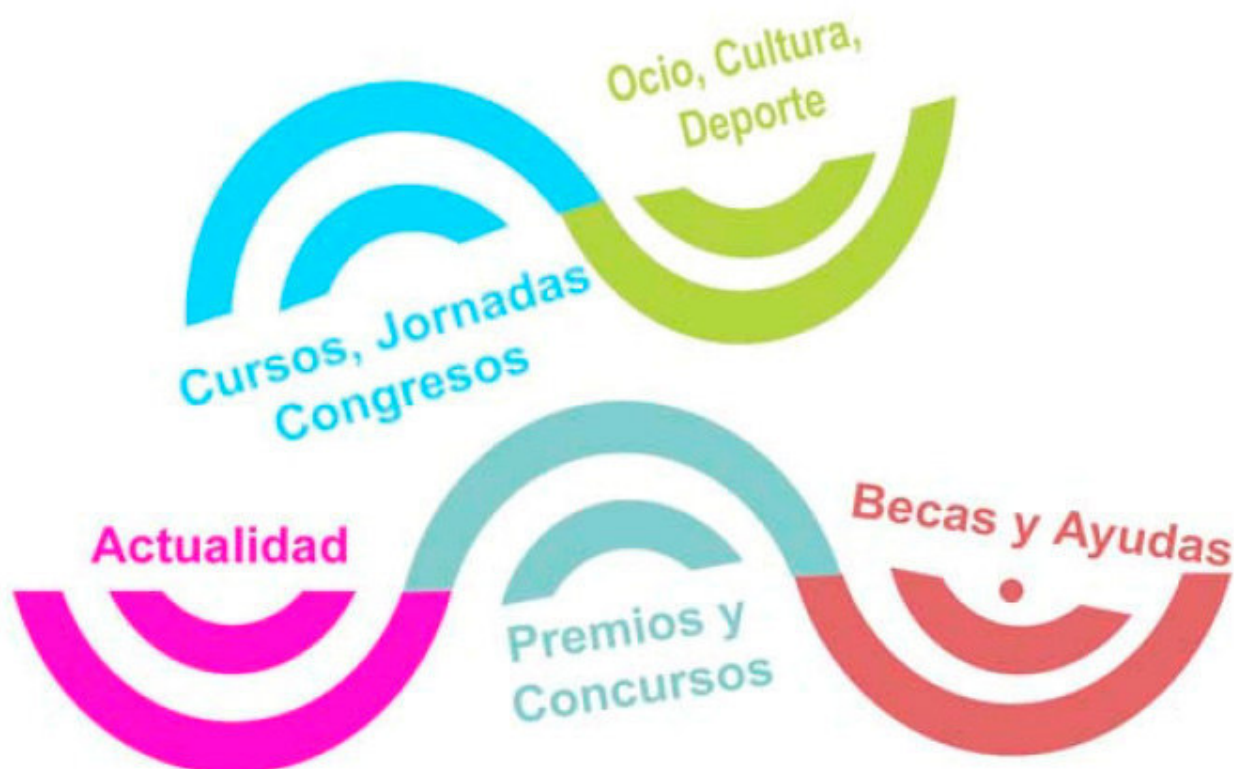 Ocio, Cultura,
Deporte
Cursos, Jornadas
Congresos
Actualidad
Premios y
Concursos
Becas y Ayudas